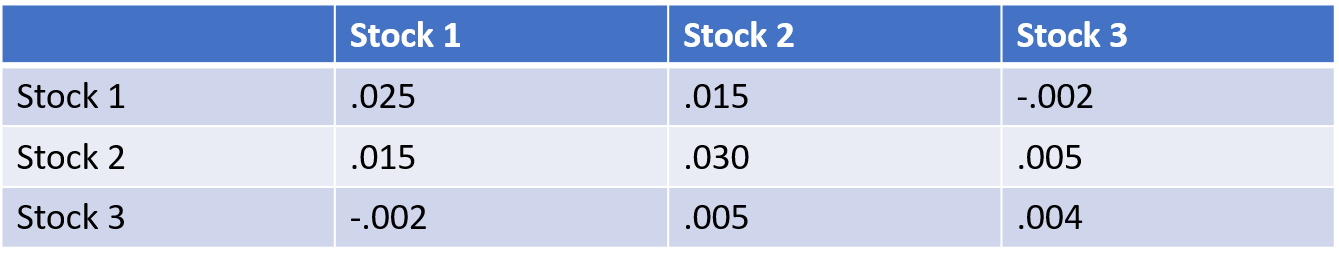 Stock 1 Stock 2 Stock 3
Stock 1 .025 .015 -.002
Stock 2 .015 .030 .005
Stock 3 -.002 .005 .004